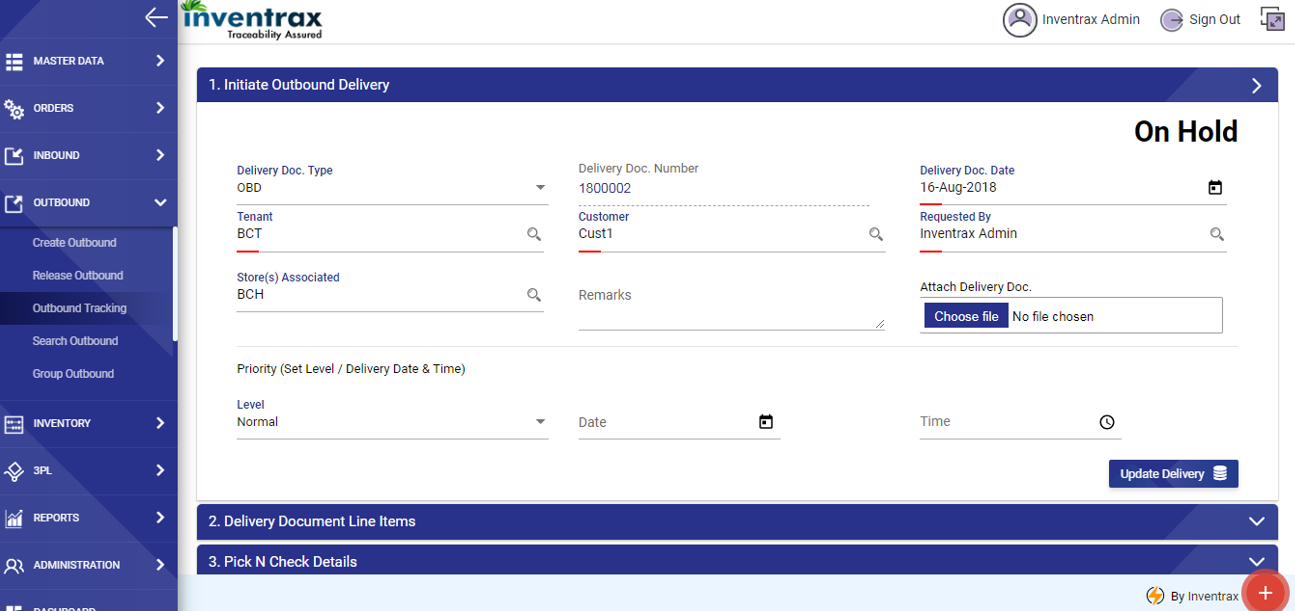 inventrax
Traceability Assured
Inventrax Admin
Sign Out
MASTER DATA
ORDERS
INBOUND
OUTBOUND
Create Outbound
Release Outbound
Outbound Tracking
Search Outbound
Group Outbound
INVENTORY
3PL
REPORTS
ADMINISTRATION
DASHBOARD
1. Initiate Outbound Delivery
On Hold
Delivery Doc. Type
OBD
Delivery Doc. Number
1800002
Delivery Doc. Date
16-Aug-2018
Tenant
BCT
Customer
Cust1
Requested By
Inventrax Admin
Store(s) Associated
BCH
Remarks
Attach Delivery Doc.
Choose file No file chosen
Priority (Set Level / Delivery Date & Time)
Level
Normal
Date
Time
Update Delivery
2. Delivery Document Line Items
3. Pick N Check Details
By Inventrax
+